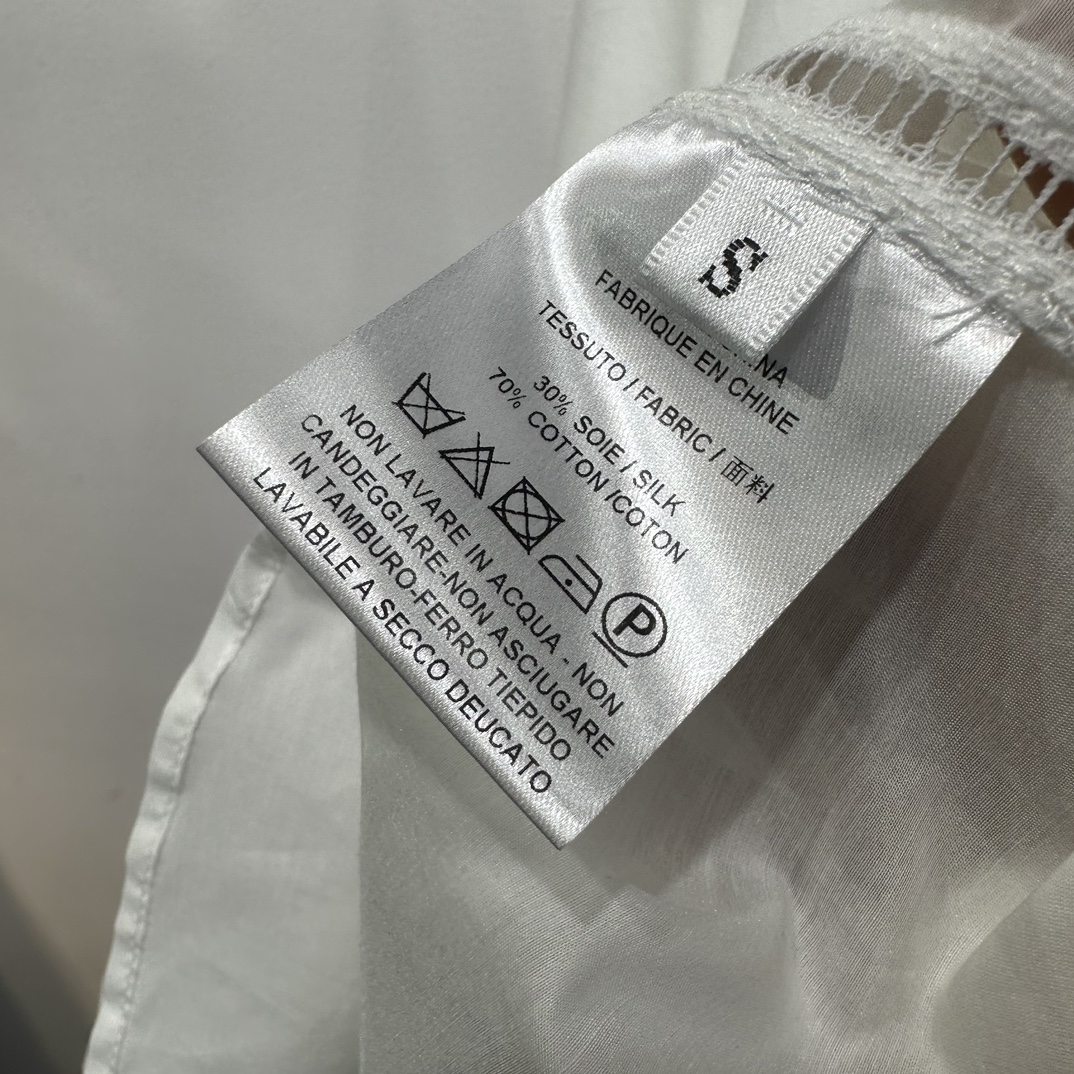 S
FABRIQUE EN CHINE
TESSUTO / FABRIC / 面料
30% SOIE / SILK
70% COTTON /COTON
P
NON LAVARE IN ACQUA - NON
CANDEGGIARE-NON ASCIUGARE
IN TAMBURO-FERRO TIEPIDO
LAVABILE A SECCO DEUCATO